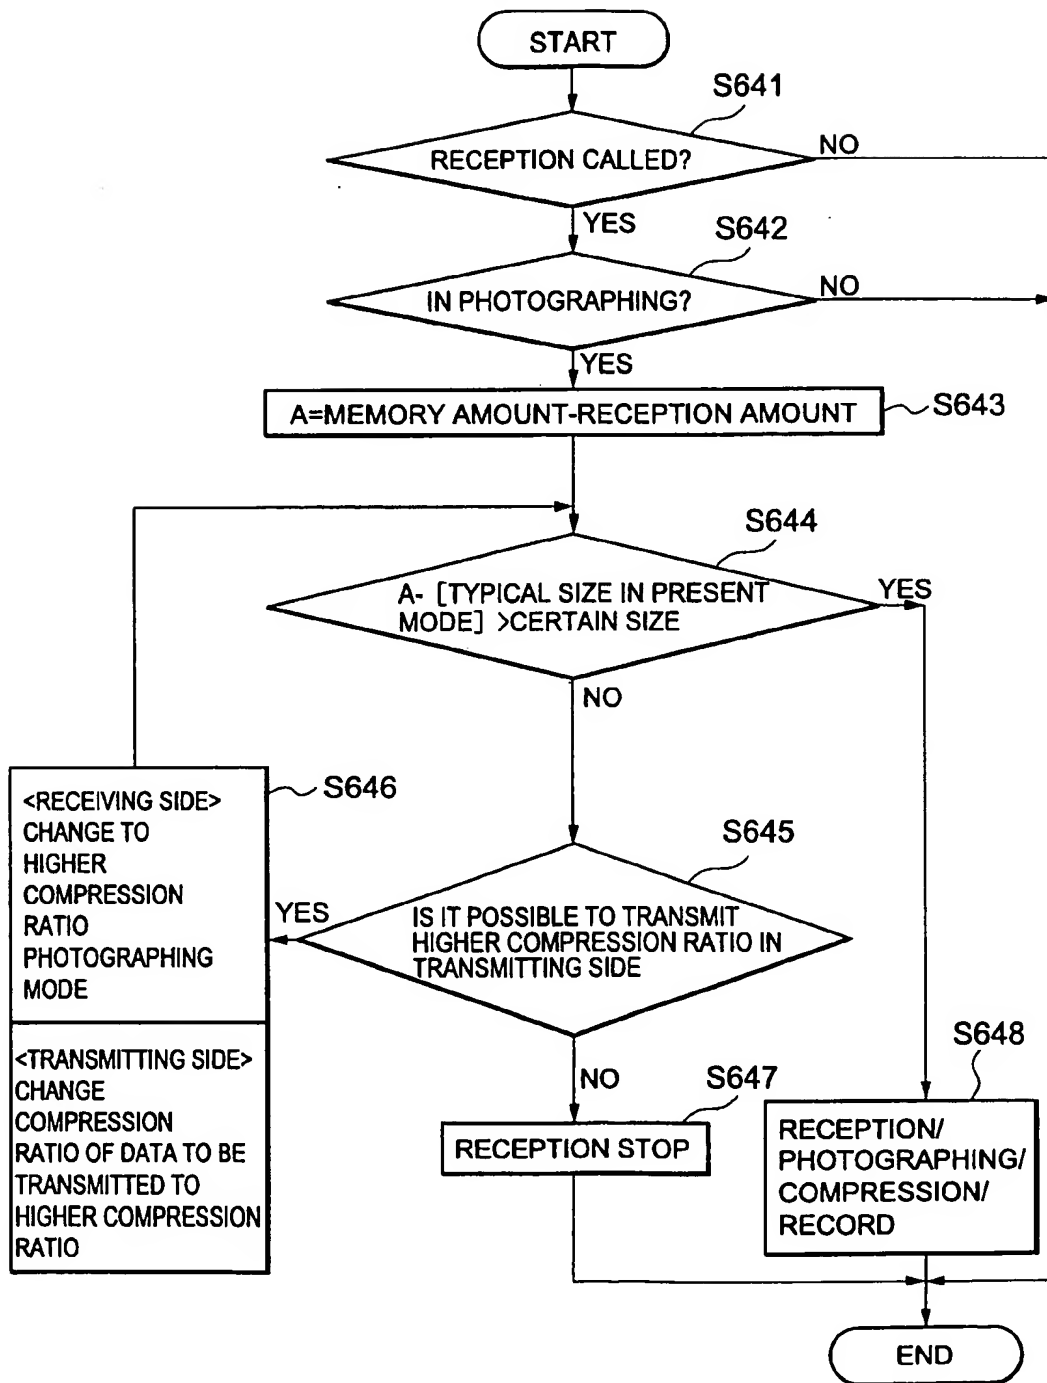 START
S641
RECEPTION CALLED?
NO
YES
S642
IN PHOTOGRAPHING?
NO
YES
A=MEMORY AMOUNT-RECEPTION AMOUNT
S643
S644
A- [TYPICAL SIZE IN PRESENT
MODE] >CERTAIN SIZE
YES
NO
<RECEIVING SIDE>
CHANGE TO
HIGHER
COMPRESSION
RATIO
PHOTOGRAPHING
MODE
S646
S645
YES
IS IT POSSIBLE TO TRANSMIT
HIGHER COMPRESSION RATIO IN
TRANSMITTING SIDE
<TRANSMITTING SIDE>
CHANGE
COMPRESSION
RATIO OF DATA TO BE
TRANSMITTED TO
HIGHER COMPRESSION
RATIO
NO
S647
RECEPTION STOP
S648
RECEPTION/
PHOTOGRAPHING/
COMPRESSION/
RECORD
END